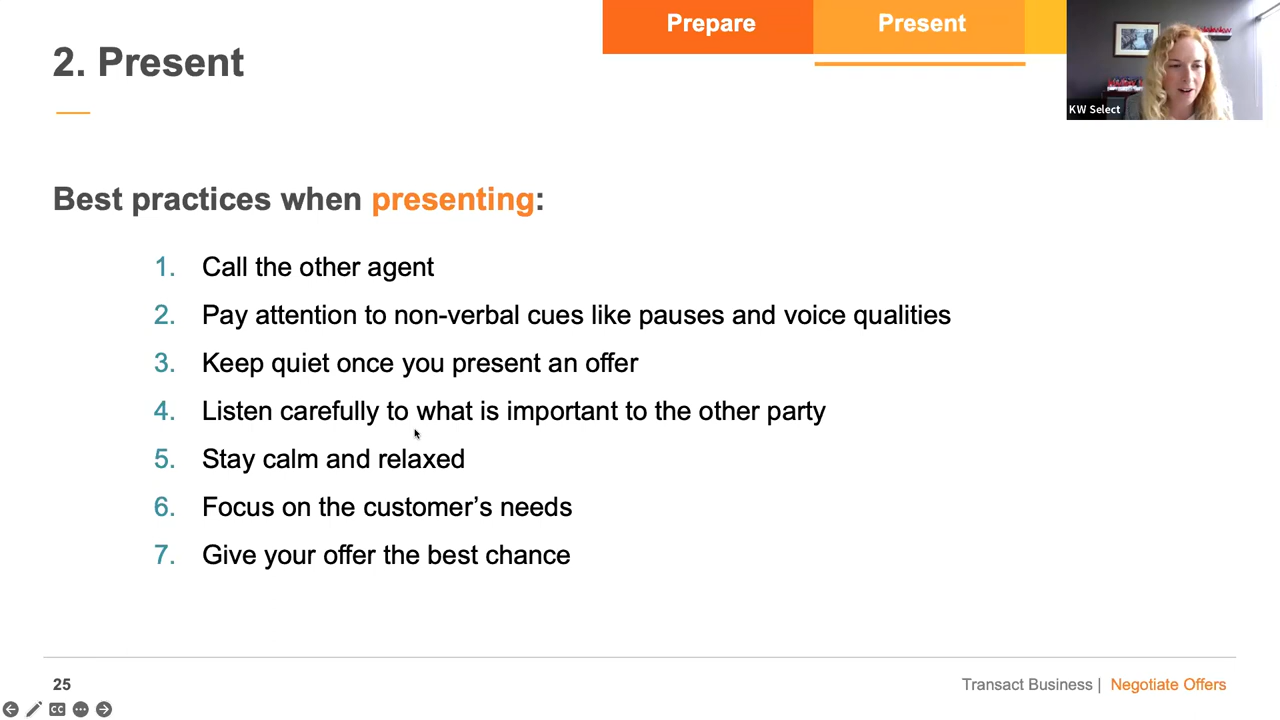 Prepare
Present
2. Present
KW Select
Best practices when presenting:
1. Call the other agent
2. Pay attention to non-verbal cues like pauses and voice qualities
3. Keep quiet once you present an offer
4. Listen carefully to what is important to the other party
5. Stay calm and relaxed
6. Focus on the customer’s needs
7. Give your offer the best chance
25
Transact Business | Negotiate Offers
CC